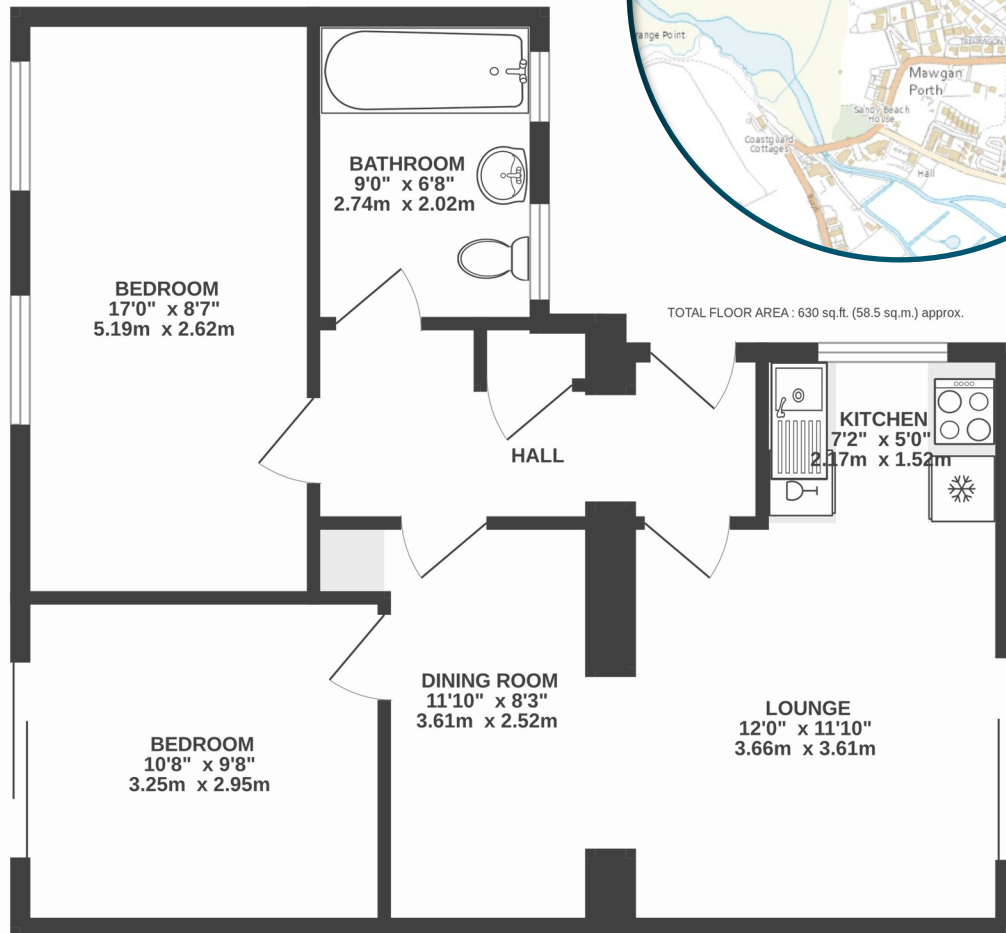 range Point
Mawgan
Porth
Sandy Beach
House
Coastguard
Cottages
Hall
BATHROOM
9'0" x 6'8"
2.74m x 2.02m
BEDROOM
17'0" x 8'7"
5.19m x 2.62m
TOTAL FLOOR AREA : 630 sq.ft. (58.5 sq.m.) approx.
KITCHEN
7'2" x 5'0"
2.17m x 1.52m
HALL
DINING ROOM
11'10" x 8'3"
3.61m x 2.52m
LOUNGE
12'0" x 11'10"
3.66m x 3.61m
BEDROOM
10'8" x 9'8"
3.25m x 2.95m